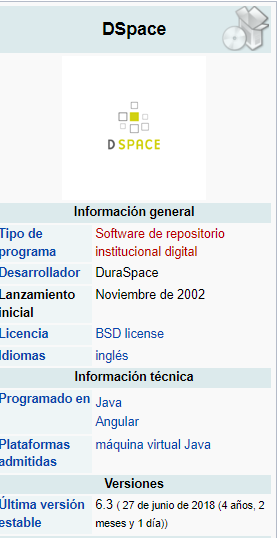 DSpace
D SPACE
Información general
Tipo de Software de repositorio
programa institucional digital
Desarrollador DuraSpace
Lanzamiento Noviembre de 2002
inicial
Licencia BSD license
Idiomas inglés
Información técnica
Programado en Java
Angular
Plataformas máquina virtual Java
admitidas
Versiones
Última versión 6.3 ( 27 de junio de 2018 (4 años, 2
estable meses y 1 día))